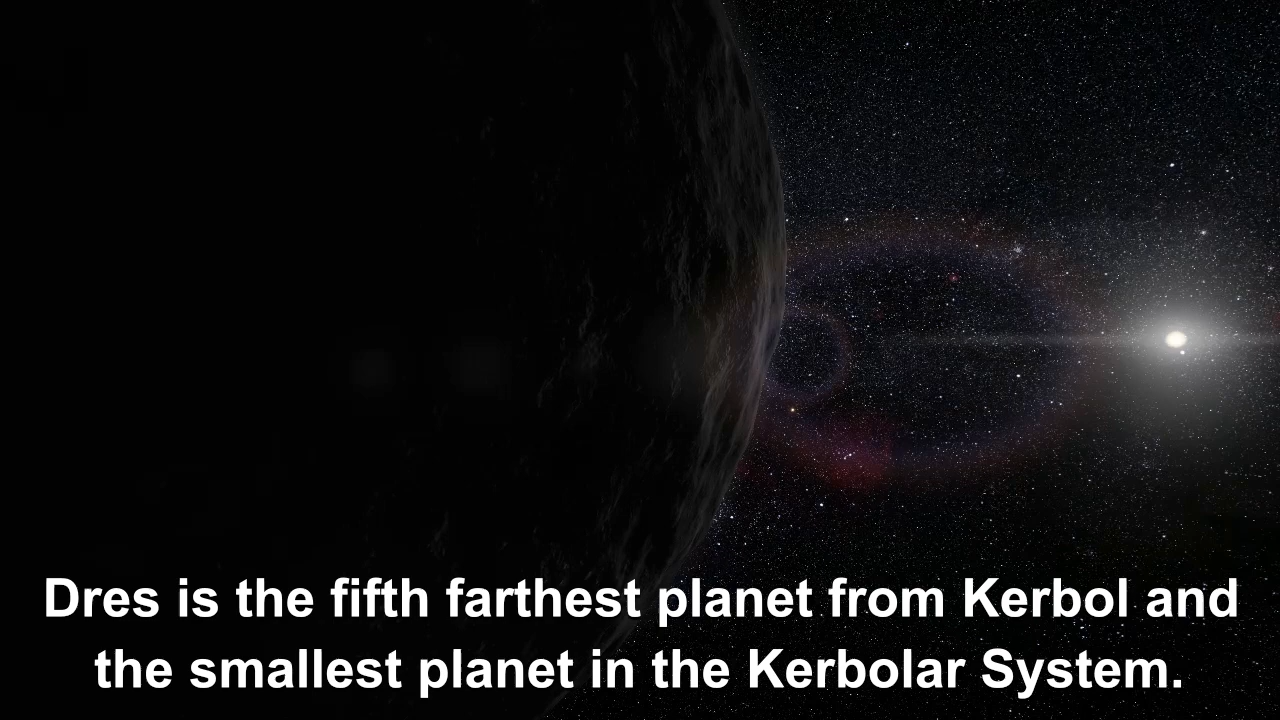 Dres is the fifth farthest planet from Kerbol and
the smallest planet in the Kerbolar System.